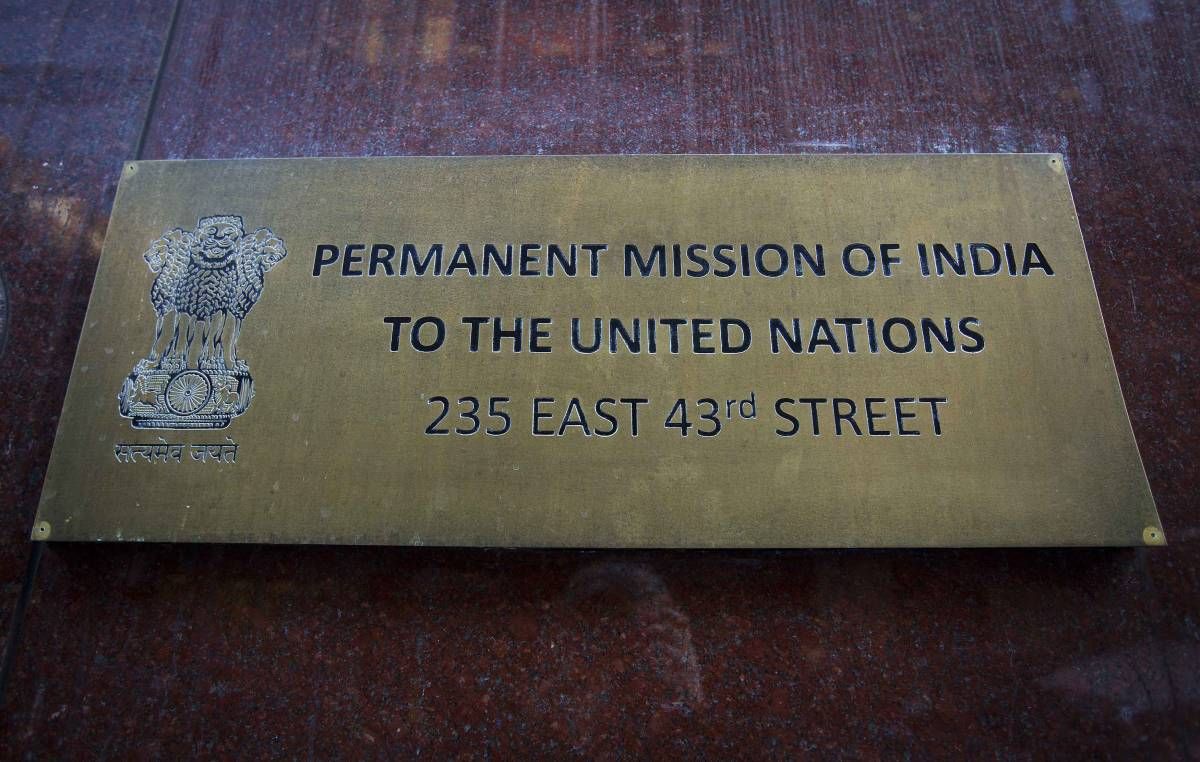 PERMANENT MISSION OF INDIA
TO THE UNITED NATIONS
235 EAST 43rd STREET
सत्यमेव जयते